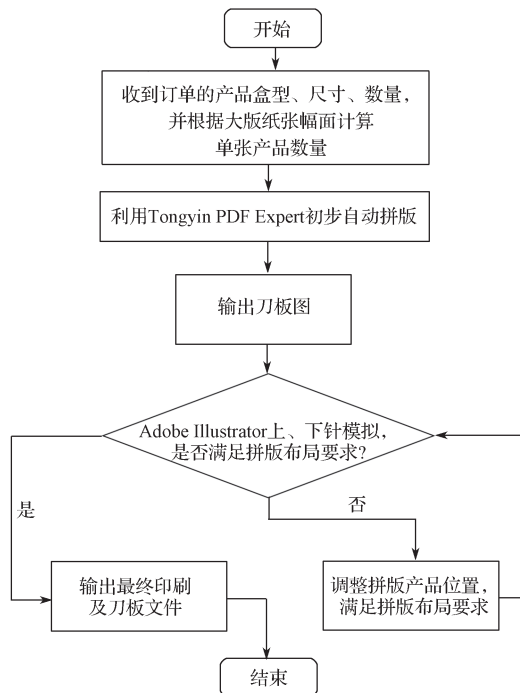 开始
收到订单的产品盒型、尺寸、数量，
并根据大版纸张幅面计算
单张产品数量
利用Tongyin PDF Expert初步自动拼版
输出刀板图
Adobe Illustrator上、下针模拟，
是否满足拼版布局要求?
是
否
输出最终印刷
及刀板文件
调整拼版产品位置，
满足拼版布局要求
结束